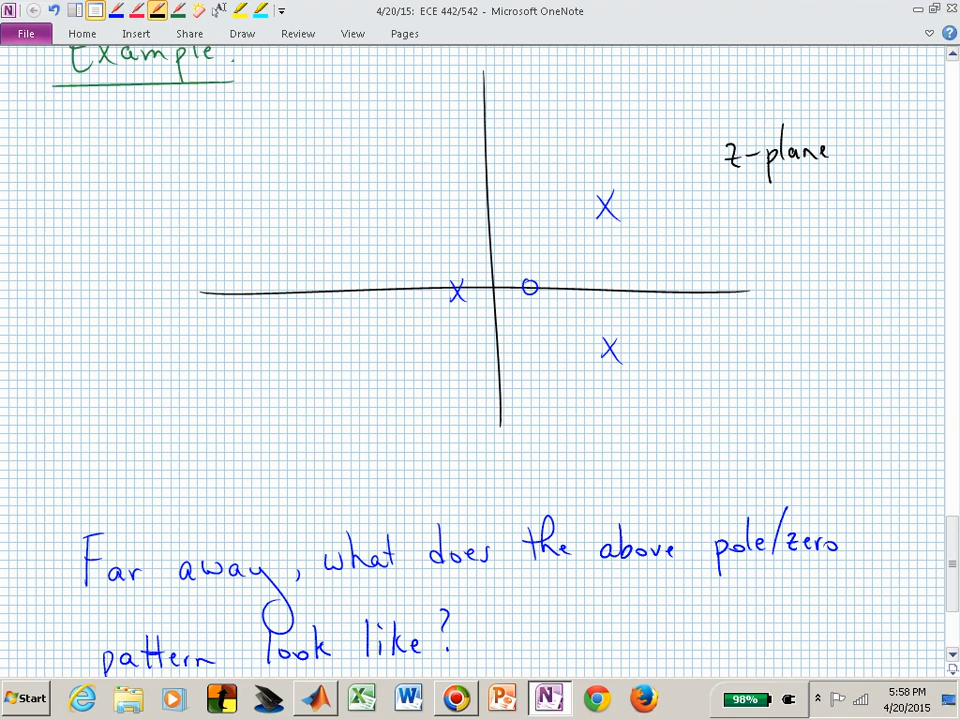 4/20/15: ECE 442/542 - Microsoft OneNote
File Home Insert Share Draw Review View Pages
Example:
z-plane
X
X O
X
Far away, what does the above pole/zero
pattern look like?
Start
98%
5:58 PM
4/20/2015